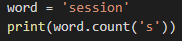 word = 'session'
print(word.count('s'))